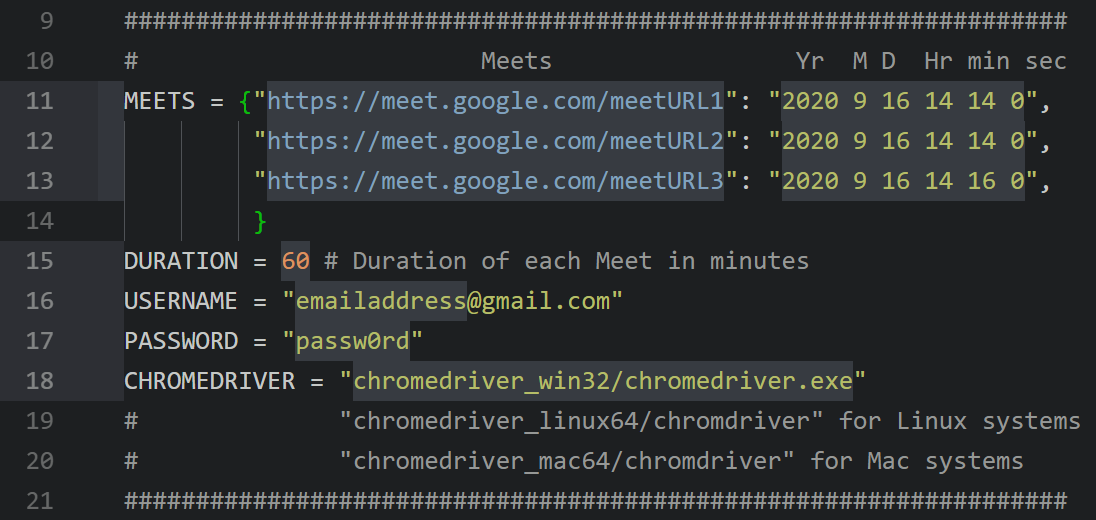 9 ##################################################################
10 #                        Meets                 Yr  M D  Hr min sec
11 MEETS = {"https://meet.google.com/meetURL1": "2020 9 16 14 14 0",
12          "https://meet.google.com/meetURL2": "2020 9 16 14 14 0",
13          "https://meet.google.com/meetURL3": "2020 9 16 14 16 0",
14          }
15 DURATION = 60 # Duration of each Meet in minutes
16 USERNAME = "emailaddress@gmail.com"
17 PASSWORD = "passw0rd"
18 CHROMEDRIVER = "chromedriver_win32/chromedriver.exe"
19 #              "chromedriver_linux64/chromdriver" for Linux systems
20 #              "chromedriver_mac64/chromdriver" for Mac systems
21 ##################################################################